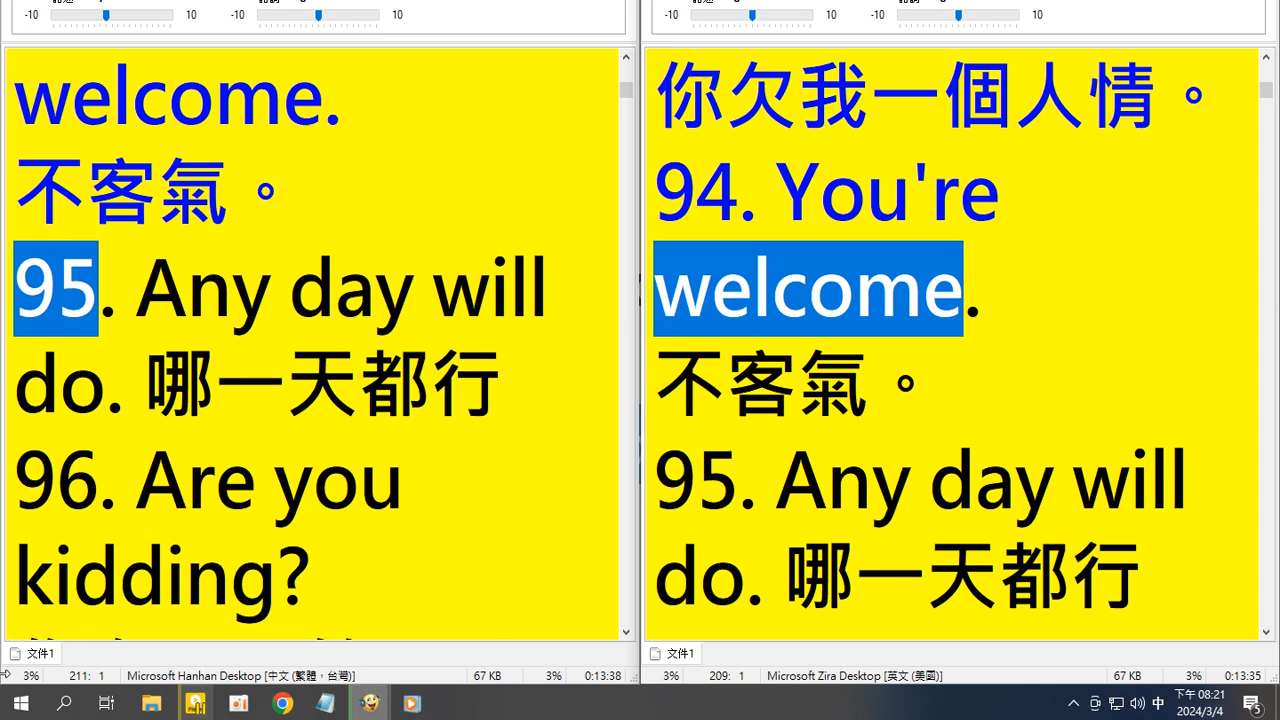 -10 10 -10 10
welcome.
不客氣。
95. Any day will
do. 哪一天都行
96. Are you
kidding?
文件1
3% 211: 1 Microsoft Hanhan Desktop [中文 (繁體，台灣)] 67 KB 3% 0:13:38
-10 10 -10 10
你欠我一個人情。
94. You're
welcome.
不客氣。
95. Any day will
do. 哪一天都行
文件1
3% 209: 1 Microsoft Zira Desktop [英文 (美國)] 67 KB 3% 0:13:35
中 下午 08:21
2024/3/4
5